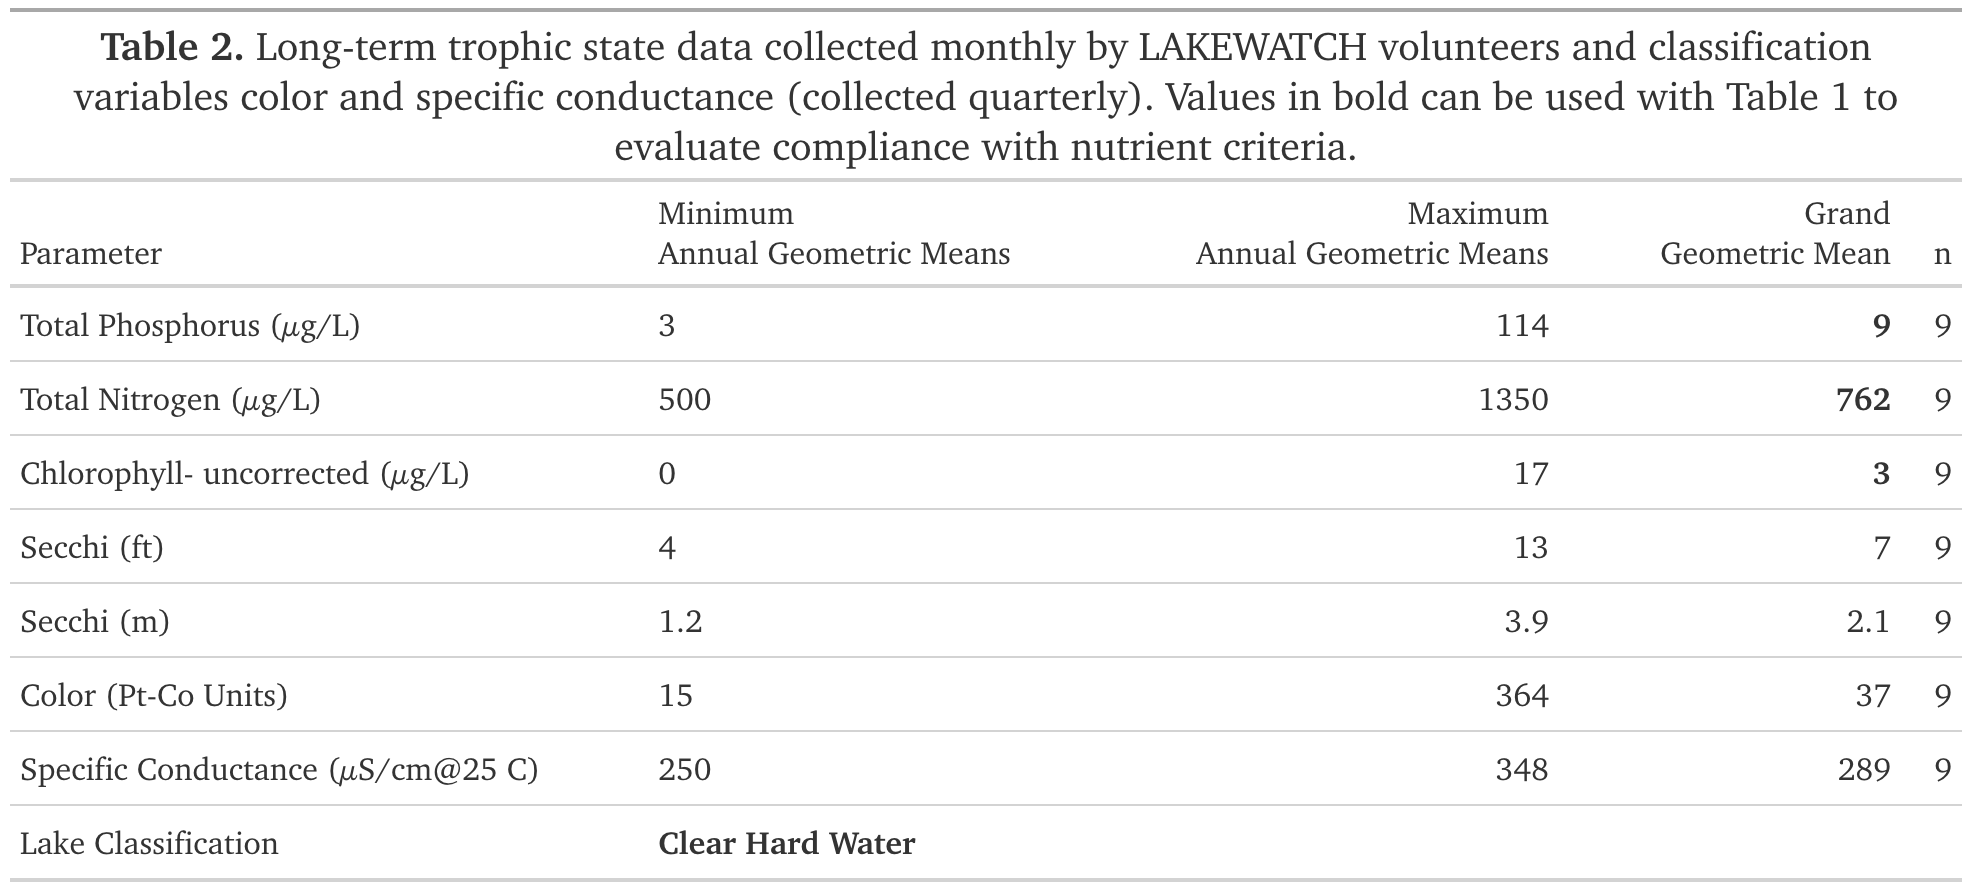 Table 2. Long-term trophic state data collected monthly by LAKEWATCH volunteers and classification
variables color and specific conductance (collected quarterly). Values in bold can be used with Table 1 to
evaluate compliance with nutrient criteria.
Parameter Minimum Annual Geometric Means Maximum Annual Geometric Means Grand Geometric Mean n
Total Phosphorus (µg/L) 3 114 9 9
Total Nitrogen (µg/L) 500 1350 762 9
Chlorophyll- uncorrected (µg/L) 0 17 3 9
Secchi (ft) 4 13 7 9
Secchi (m) 1.2 3.9 2.1 9
Color (Pt-Co Units) 15 364 37 9
Specific Conductance (µS/cm@25 C) 250 348 289 9
Lake Classification Clear Hard Water